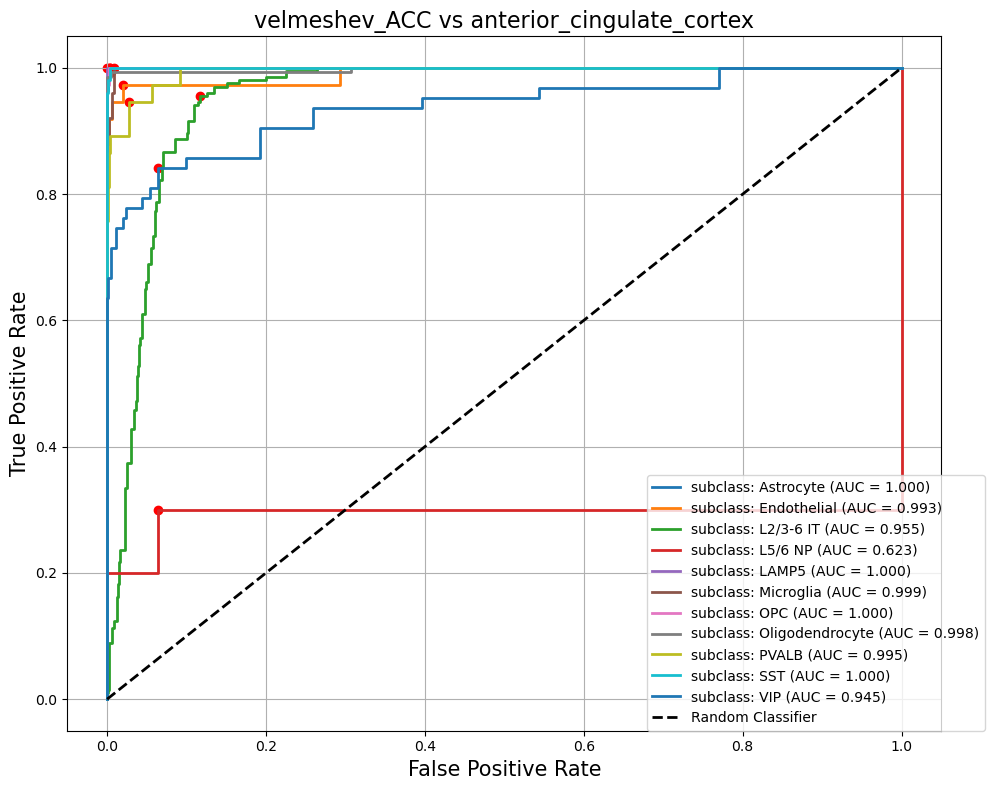 velmeshev_ACC vs anterior_cingulate_cortex
True Positive Rate
1.0
0.8
0.6
0.4
0.2
0.0
subclass: Astrocyte (AUC = 1.000)
subclass: Endothelial (AUC = 0.993)
subclass: L2/3-6 IT (AUC = 0.955)
subclass: L5/6 NP (AUC = 0.623)
subclass: LAMP5 (AUC = 1.000)
subclass: Microglia (AUC = 0.999)
subclass: OPC (AUC = 1.000)
subclass: Oligodendrocyte (AUC = 0.998)
subclass: PVALB (AUC = 0.995)
subclass: SST (AUC = 1.000)
subclass: VIP (AUC = 0.945)
Random Classifier
0.0 0.2 0.4 0.6 0.8 1.0
False Positive Rate